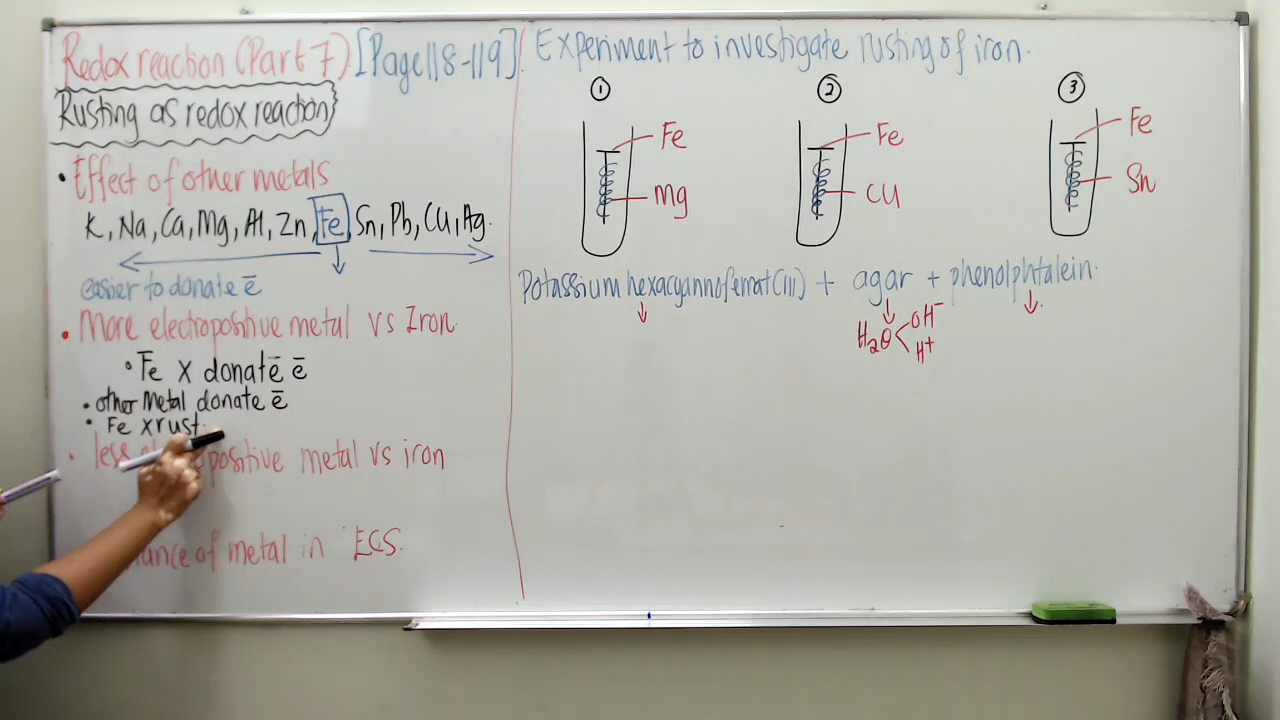 Redox reaction (Part 7) [Page 118-119]
Rusting as redox reaction
• Effect of other metals
K, Na, Ca, Mg, Al, Zn, Fe, Sn, Pb, Cu, Ag.
easier to donate ē
• More electropositive metal vs Iron.
• Fe X donate ē
• other Metal donate ē
• Fe X rust.
• less positive metal vs iron
of metal in ECS.
Experiment to investigate rusting of iron.
① ② ③
Fe Fe Fe
Mg Cu Sn
Potassium hexacyannoferrat(III) + agar + phenolphtalein.
H₂O OH⁻
H⁺